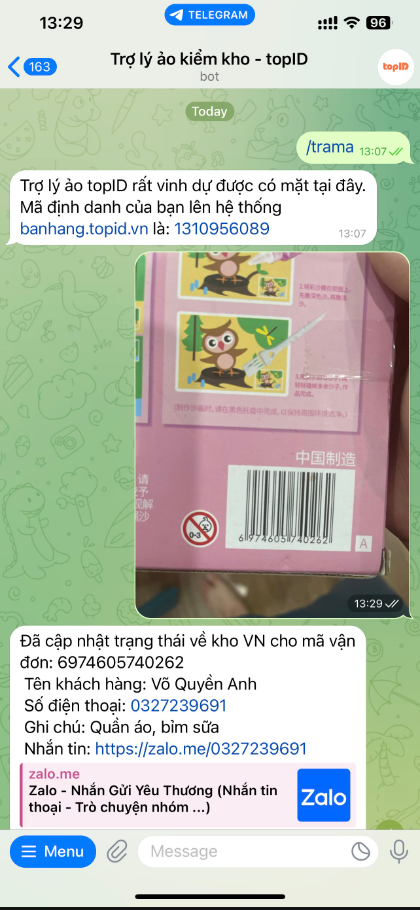 13:29
TELEGRAM
96
163
Trợ lý ảo kiểm kho - topID
bot
topID
Today
/trama 13:07
Trợ lý ảo topID rất vinh dự được có mặt tại đây.
Mã định danh của bạn lên hệ thống
banhang.topid.vn là: 1310956089
13:07
中国制造
请
0-3
6974605740262
A
13:29
Đã cập nhật trạng thái về kho VN cho mã vận
đơn: 6974605740262
Tên khách hàng: Võ Quyền Anh
Số điện thoại: 0327239691
Ghi chú: Quần áo, bỉm sữa
Nhắn tin: https://zalo.me/0327239691
zalo.me
Zalo - Nhắn Gửi Yêu Thương (Nhắn tin
thoại - Trò chuyện nhóm ...)
Zalo
Menu
Message